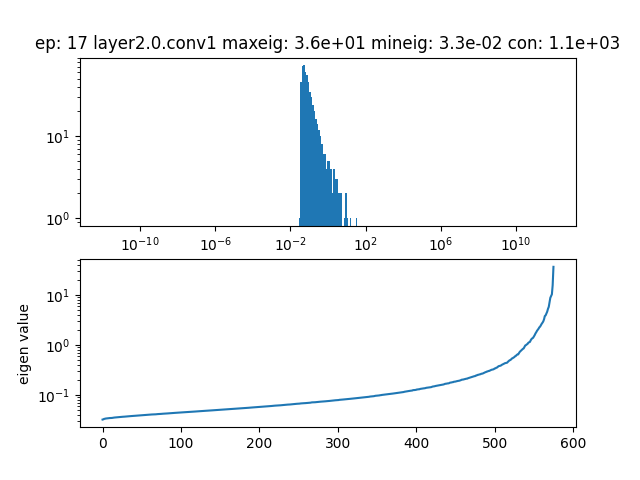 ep: 17 layer2.0.conv1 maxeig: 3.6e+01 mineig: 3.3e-02 con: 1.1e+03
10¹
10⁰
10⁻¹⁰ 10⁻⁶ 10⁻² 10² 10⁶ 10¹⁰
eigen value
10¹
10⁰
10⁻¹
0 100 200 300 400 500 600